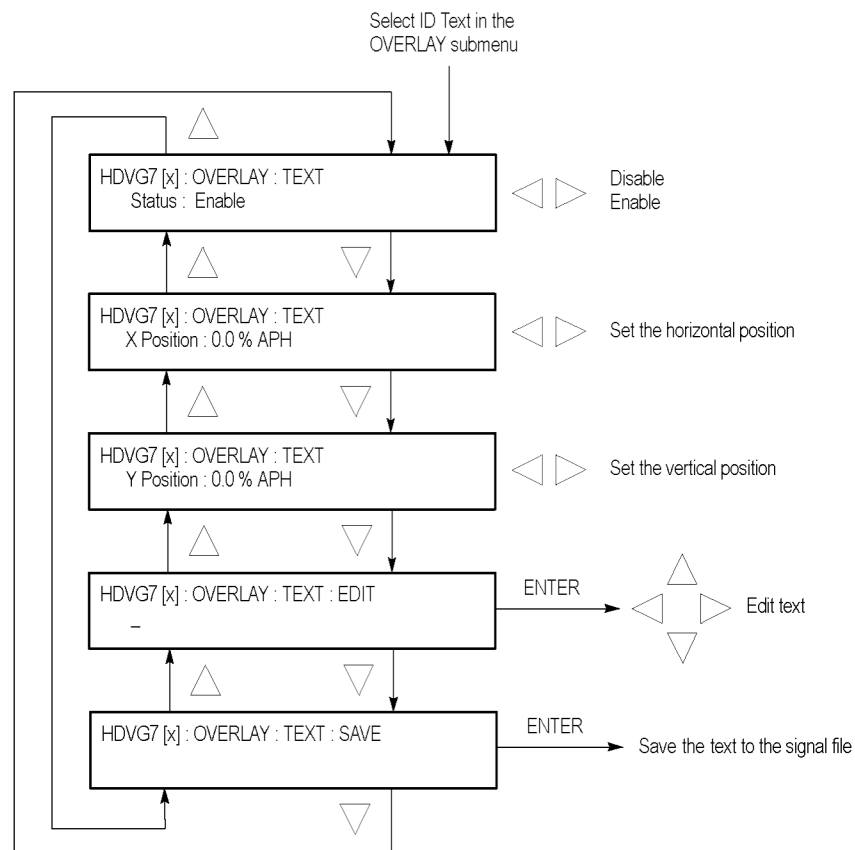 Select ID Text in the
OVERLAY submenu
HDVG7 [x] : OVERLAY : TEXT
Status : Enable
Disable
Enable
HDVG7 [x] : OVERLAY : TEXT
X Position : 0.0 % APH
Set the horizontal position
HDVG7 [x] : OVERLAY : TEXT
Y Position : 0.0 % APH
Set the vertical position
HDVG7 [x] : OVERLAY : TEXT : EDIT
_
ENTER
Edit text
HDVG7 [x] : OVERLAY : TEXT : SAVE
ENTER
Save the text to the signal file